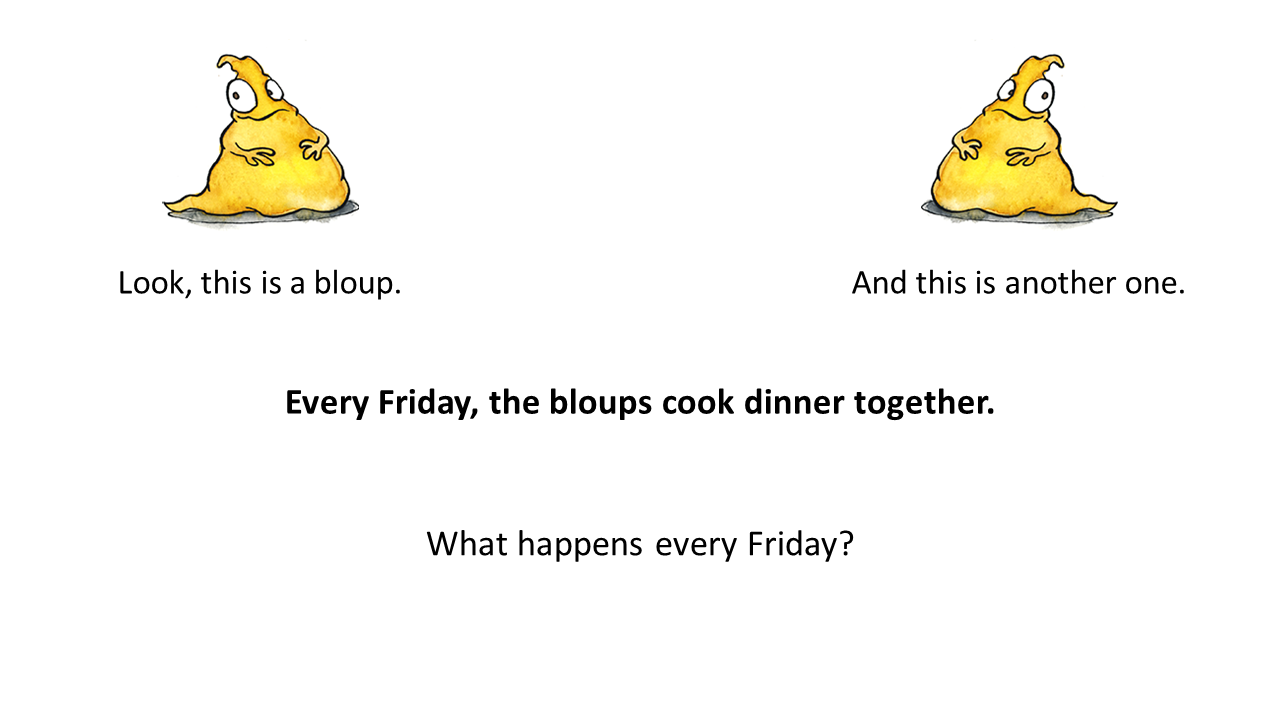 Look, this is a bloup.
And this is another one.
Every Friday, the bloups cook dinner together.
What happens every Friday?